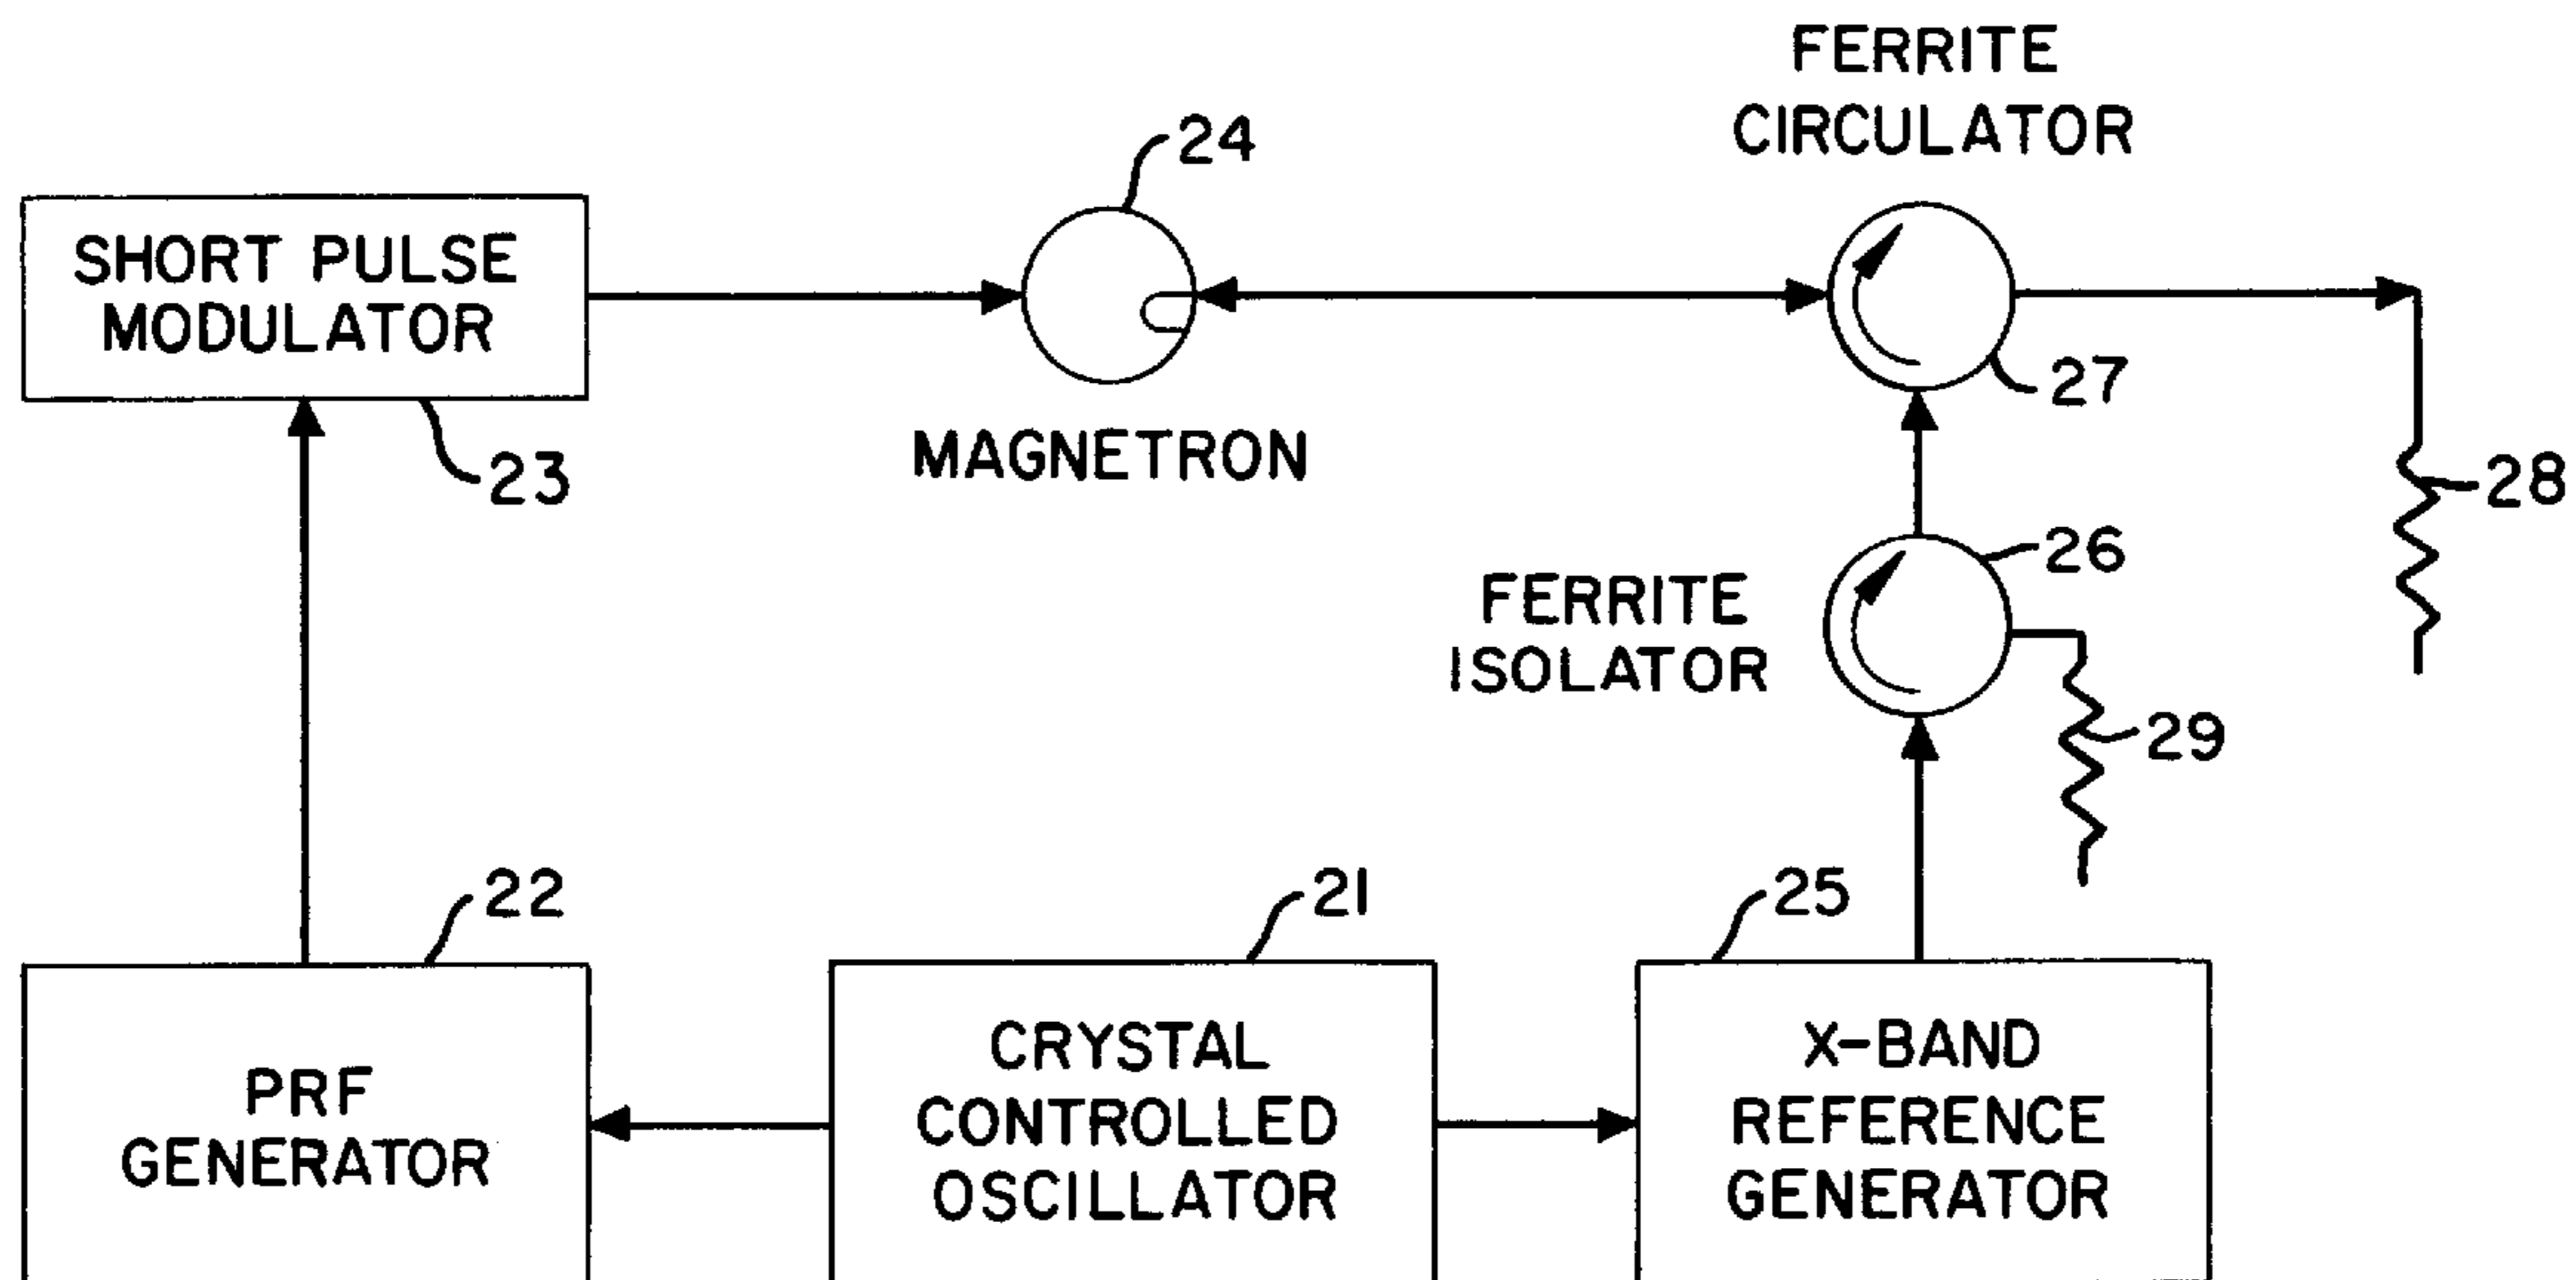 FERRITE
CIRCULATOR
24
SHORT PULSE
MODULATOR
27
MAGNETRON
23
28
26
FERRITE
ISOLATOR
29
22
21
25
CRYSTAL
CONTROLLED
OSCILLATOR
X-BAND
REFERENCE
GENERATOR
PRF
GENERATOR